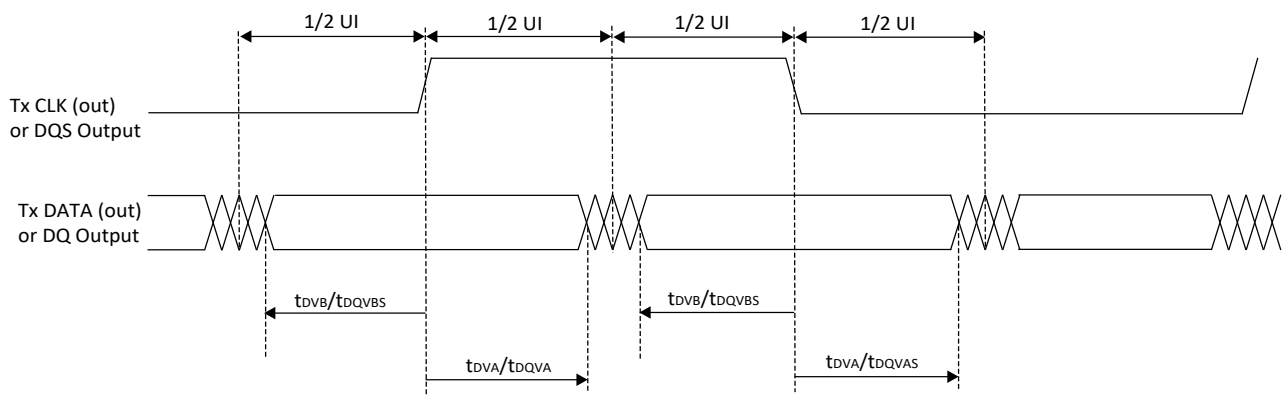 1/2 UI
1/2 UI
1/2 UI
1/2 UI
Tx CLK (out)
or DQS Output
Tx DATA (out)
or DQ Output
tDVB/tDQVBS
tDVB/tDQVBS
tDVA/tDQVA
tDVA/tDQVAS